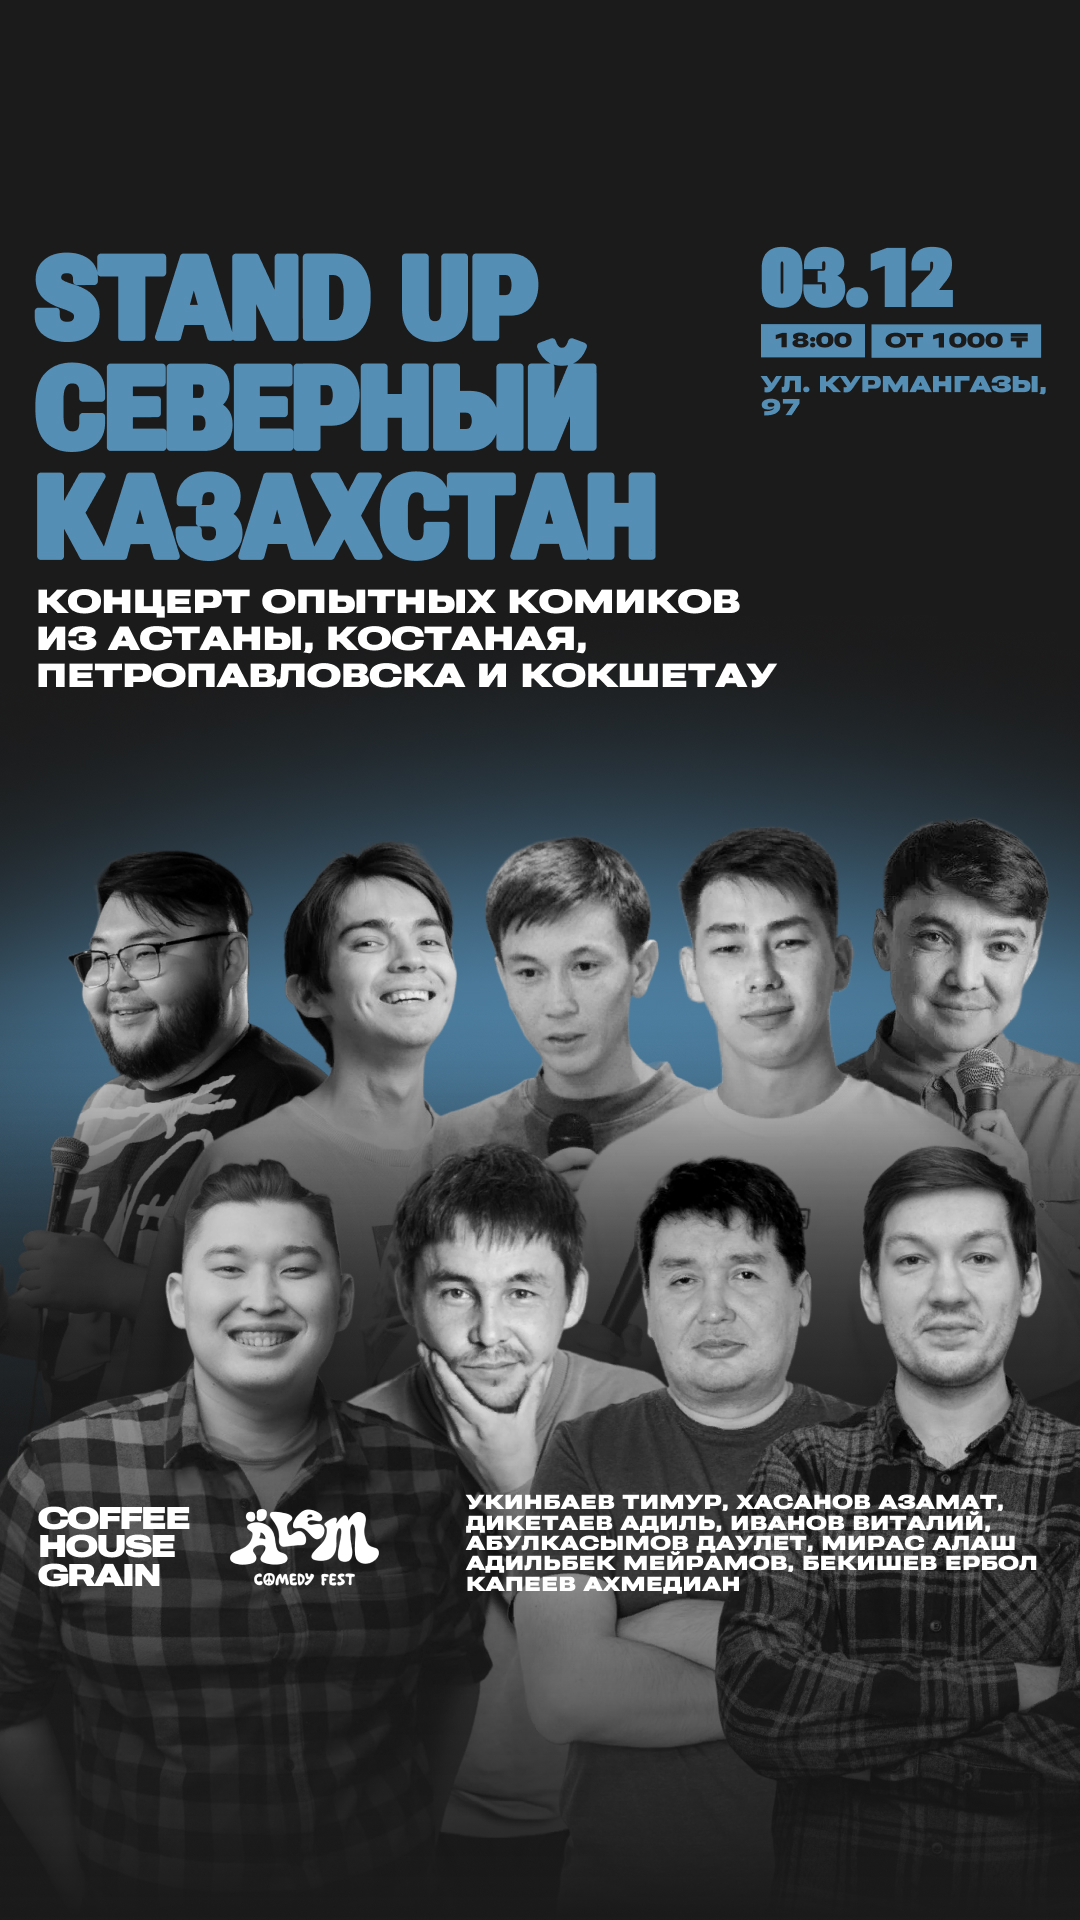 STAND UP
СЕВЕРНЫЙ
КАЗАХСТАН
03.12
18:00 ОТ 1000 ₸
УЛ. КУРМАНГАЗЫ,
97
КОНЦЕРТ ОПЫТНЫХ КОМИКОВ
ИЗ АСТАНЫ, КОСТАНАЯ,
ПЕТРОПАВЛОВСКА И КОКШЕТАУ
COFFEE
HOUSE
GRAIN
ÄLEM
COMEDY FEST
УКИНБАЕВ ТИМУР, ХАСАНОВ АЗАМАТ,
ДИКЕТАЕВ АДИЛЬ, ИВАНОВ ВИТАЛИЙ,
АБУЛКАСЫМОВ ДАУЛЕТ, МИРАС АЛАШ
АДИЛЬБЕК МЕЙРАМОВ, БЕКИШЕВ ЕРБОЛ
КАПЕЕВ АХМЕДИАН